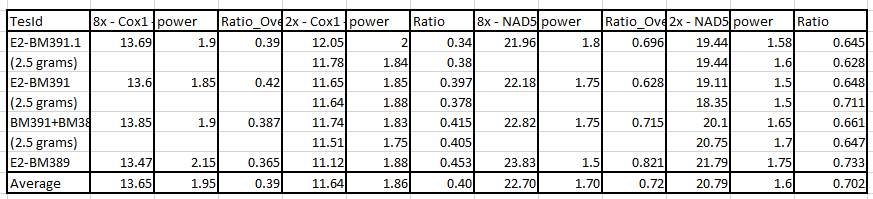 TesId 8x - Cox1 - power Ratio_Ove 2x - Cox1 - power Ratio 8x - NAD5 power Ratio_Ove 2x - NAD5 power Ratio
E2-BM391.1 13.69 1.9 0.39 12.05 2 0.34 21.96 1.8 0.696 19.44 1.58 0.645
(2.5 grams) 11.78 1.84 0.38 19.44 1.6 0.628
E2-BM391 13.6 1.85 0.42 11.65 1.85 0.397 22.18 1.75 0.628 19.11 1.5 0.648
(2.5 grams) 11.64 1.88 0.378 18.35 1.5 0.711
BM391+BM38 13.85 1.9 0.387 11.74 1.83 0.415 22.82 1.75 0.715 20.1 1.65 0.661
(2.5 grams) 11.51 1.75 0.405 20.75 1.7 0.647
E2-BM389 13.47 2.15 0.365 11.12 1.88 0.453 23.83 1.5 0.821 21.79 1.75 0.733
Average 13.65 1.95 0.39 11.64 1.86 0.40 22.70 1.70 0.72 20.79 1.6 0.702